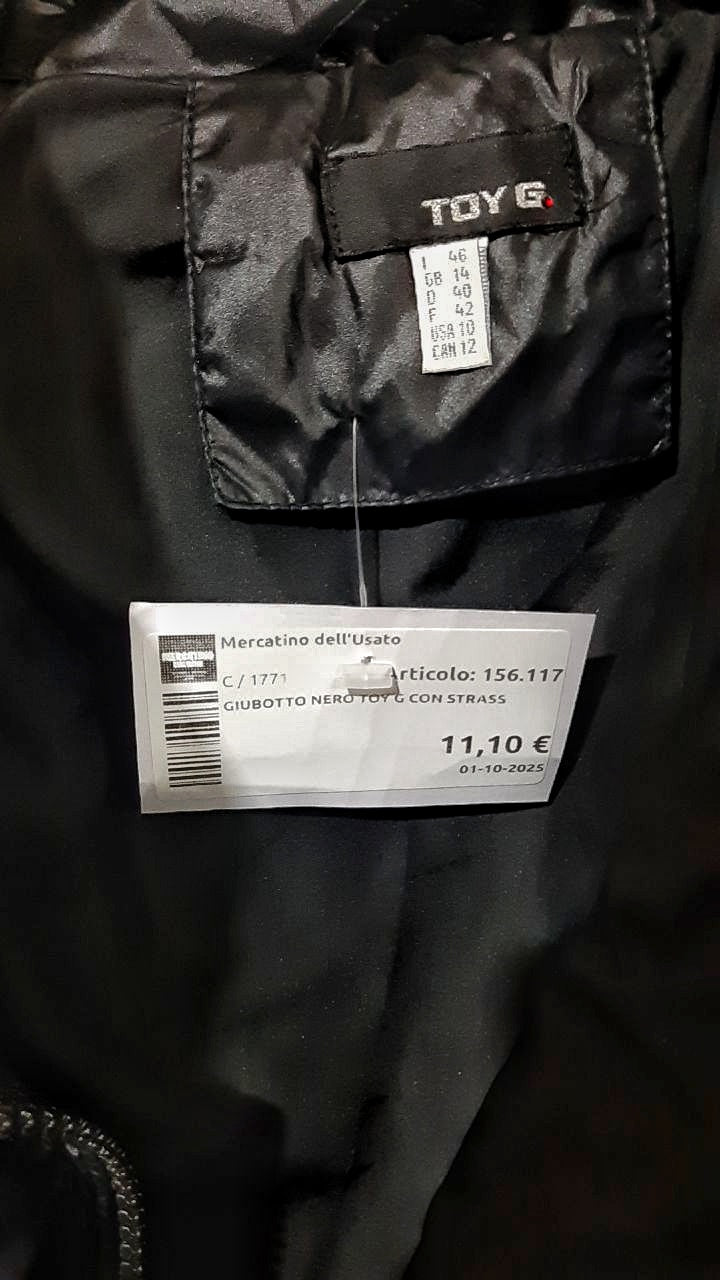 TOY G.
I 46
GB 14
D 40
F 42
USA 10
CAN 12
Mercatino dell'Usato
C / 1771 Articolo: 156.117
GIUBOTTO NERO TOY G CON STRASS
11,10 €
01-10-2025